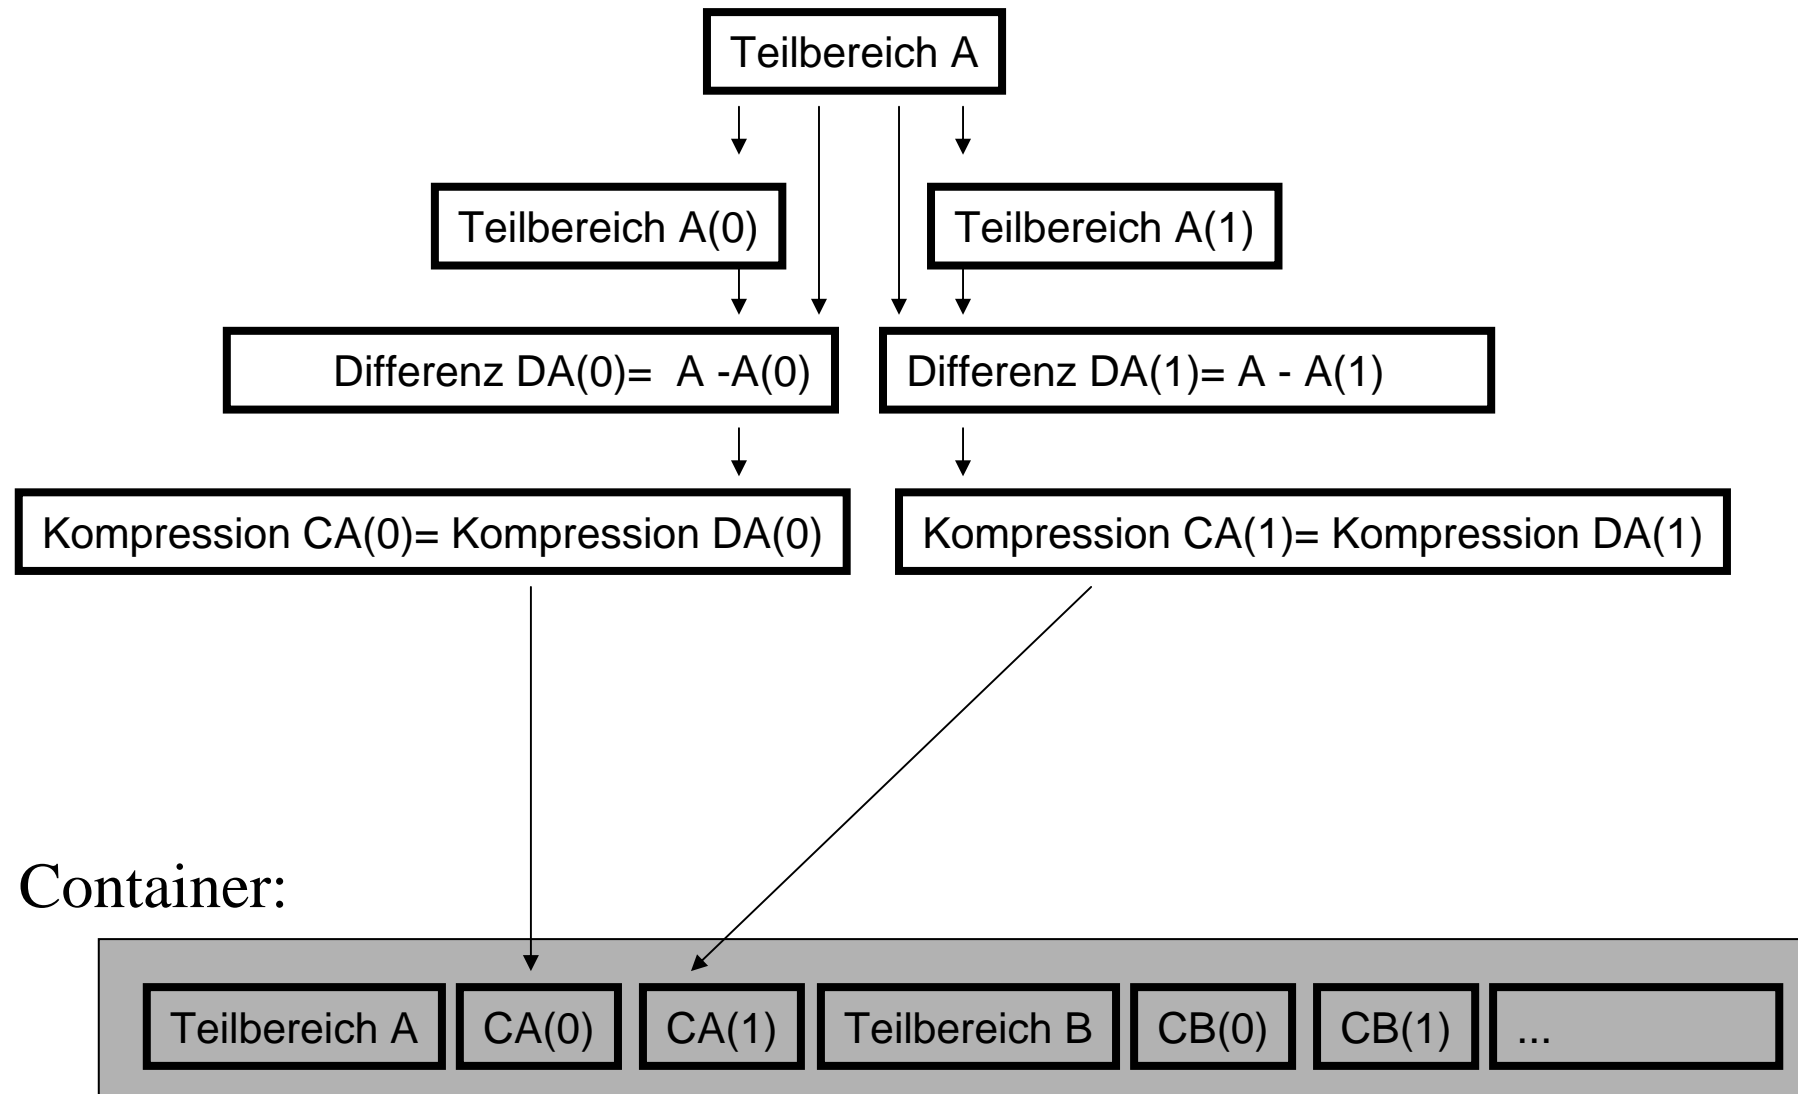 Teilbereich A
Teilbereich A(0)
Teilbereich A(1)
Differenz DA(0)=  A -A(0)
Differenz DA(1)= A - A(1)
Kompression CA(0)= Kompression DA(0)
Kompression CA(1)= Kompression DA(1)
Container:
Teilbereich A
CA(0)
CA(1)
Teilbereich B
CB(0)
CB(1)
...